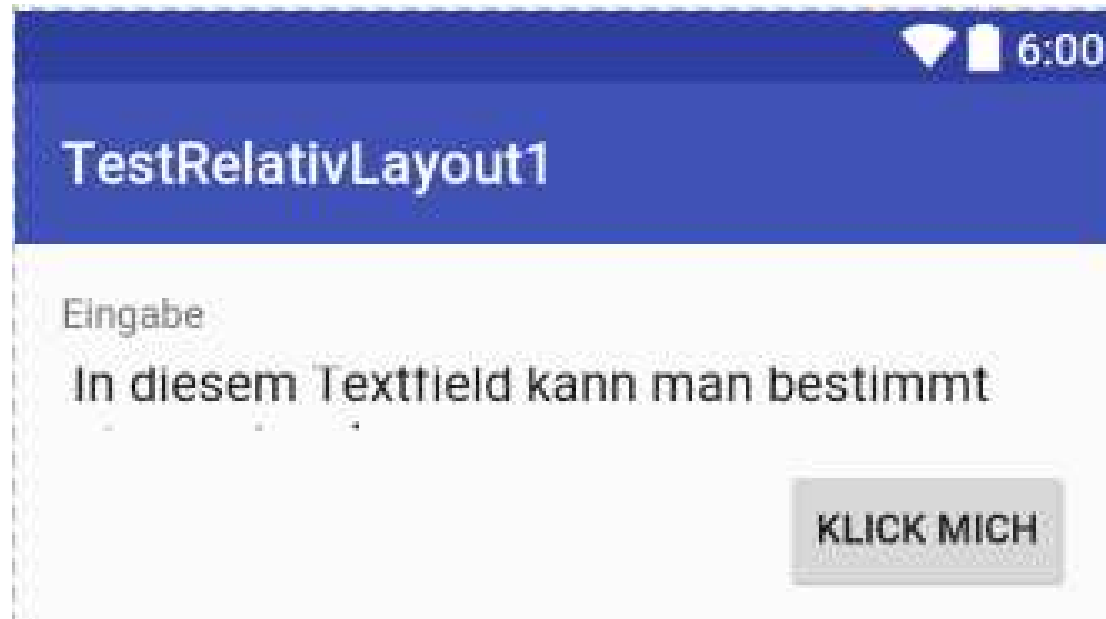 6:00
TestRelativLayout1
Eingabe
In diesem Textfield kann man bestimmt
KLICK MICH